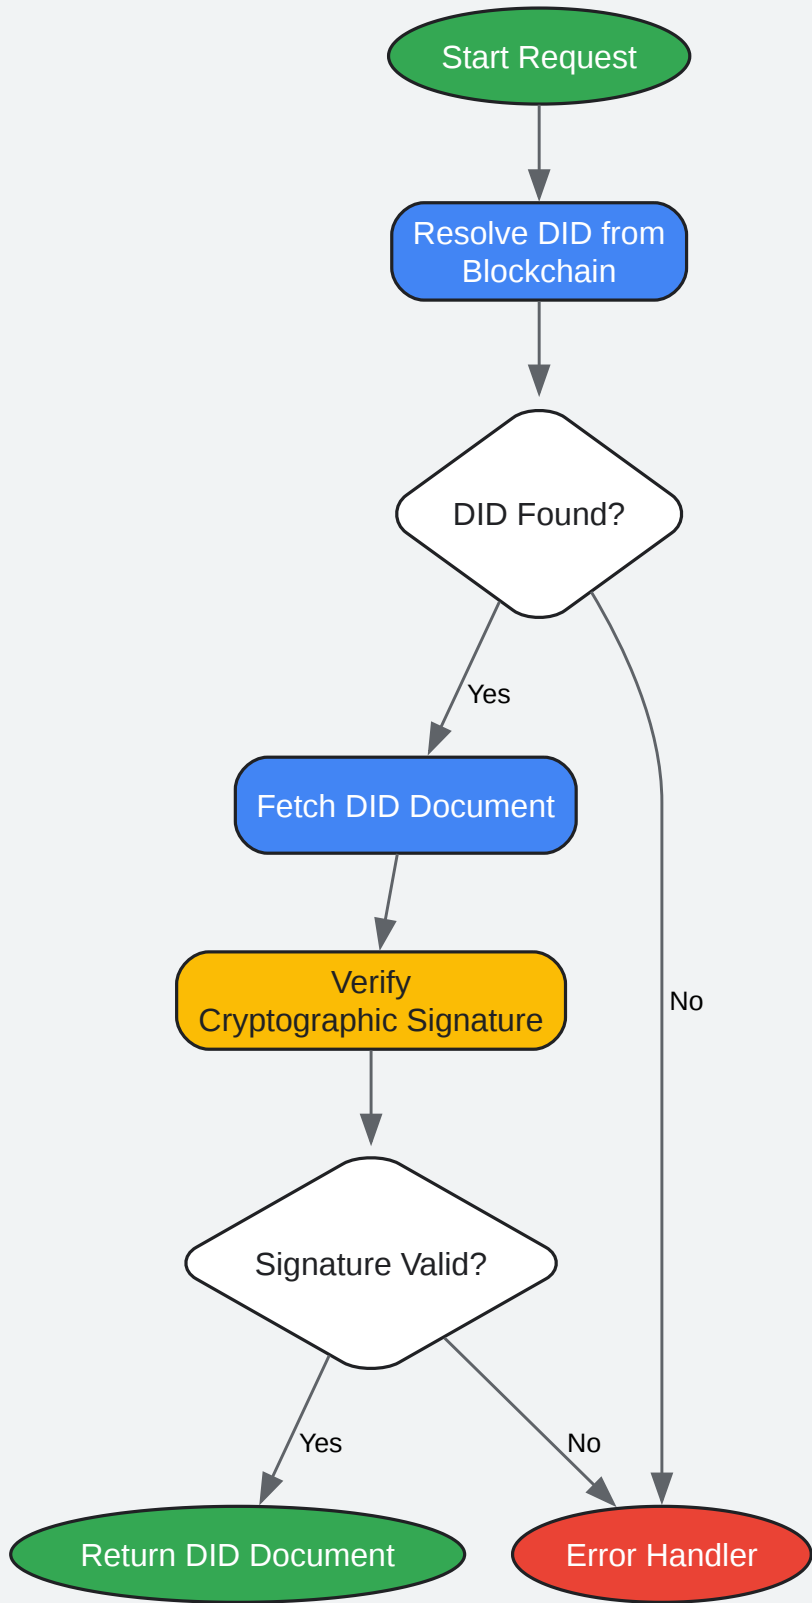 Start Request
Resolve DID from
Blockchain
DID Found?
Yes
Fetch DID Document
Verify
Cryptographic Signature
No
Signature Valid?
Yes
No
Return DID Document
Error Handler